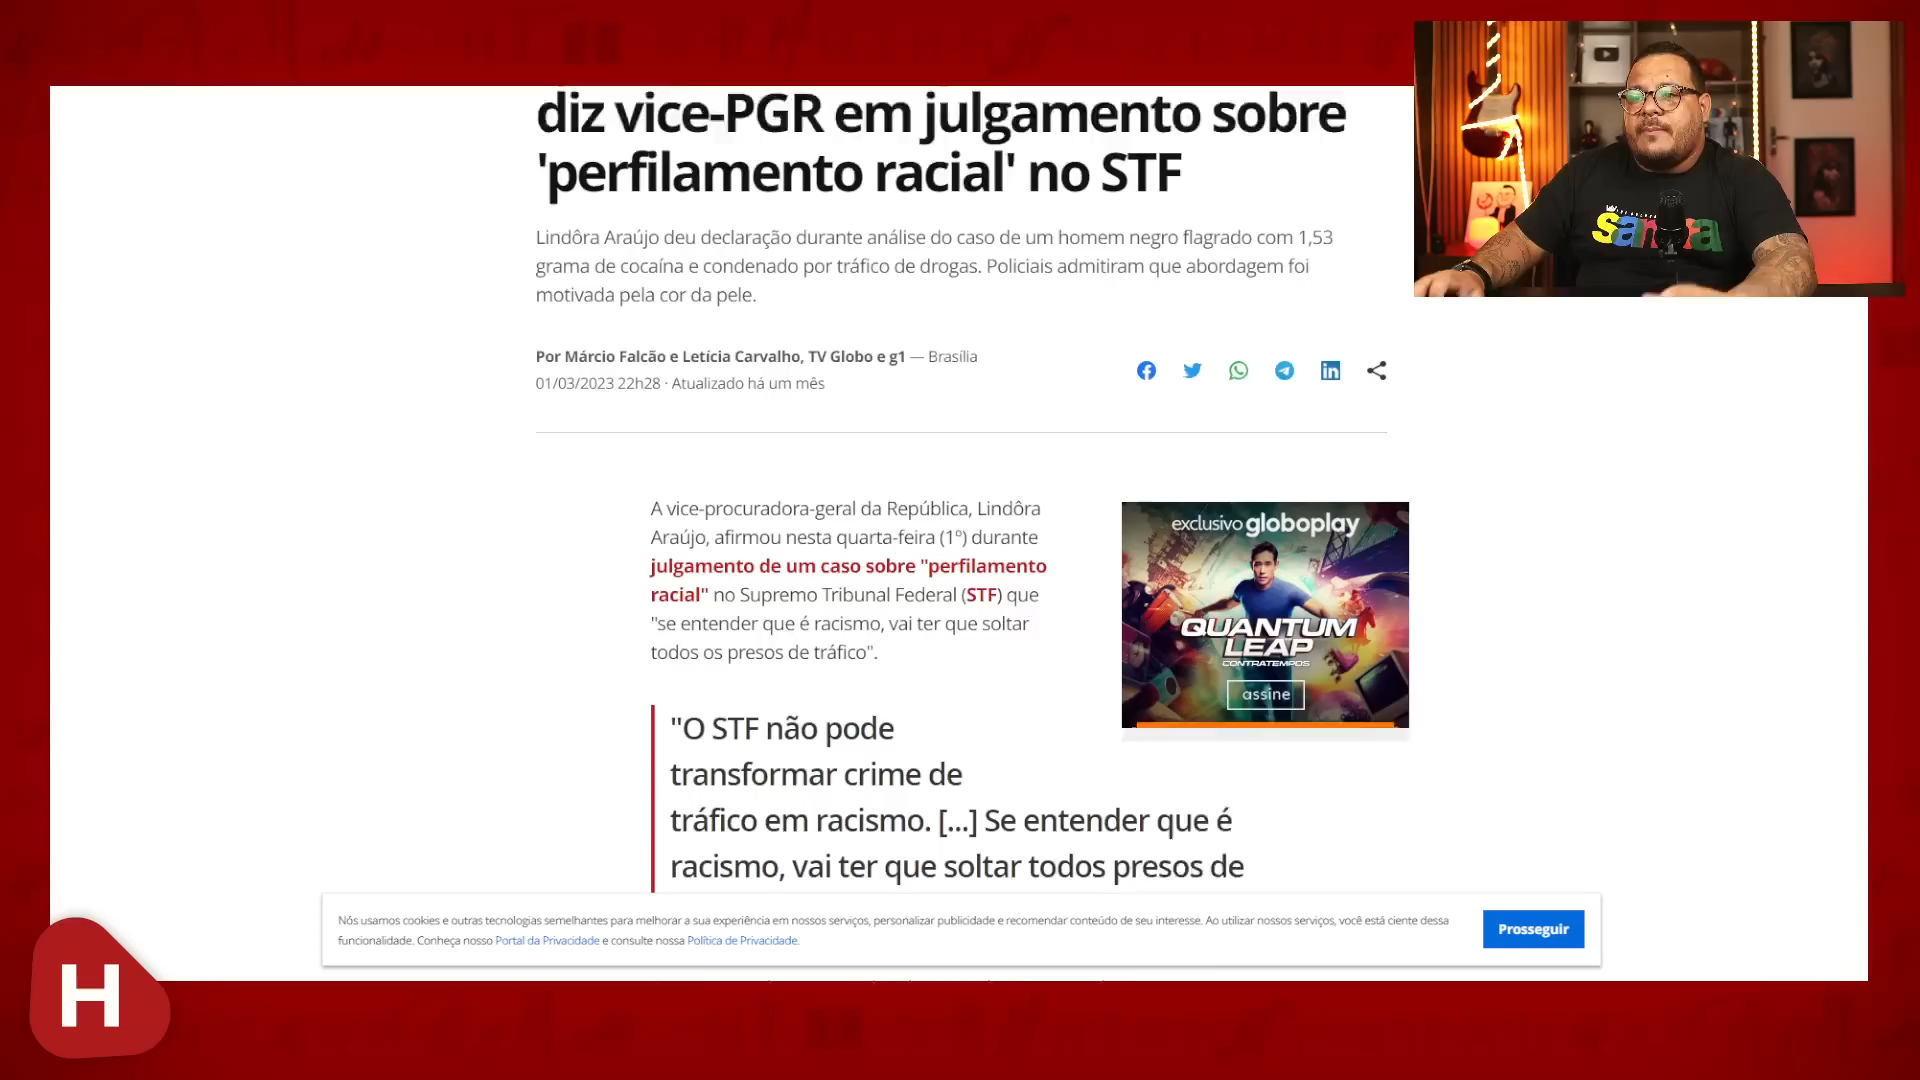 diz vice-PGR em julgamento sobre
'perfilamento racial' no STF
Lindôra Araújo deu declaração durante análise do caso de um homem negro flagrado com 1,53
grama de cocaína e condenado por tráfico de drogas. Policiais admitiram que abordagem foi
motivada pela cor da pele.
Por Márcio Falcão e Letícia Carvalho, TV Globo e g1 — Brasília
01/03/2023 22h28 · Atualizado há um mês
A vice-procuradora-geral da República, Lindôra
Araújo, afirmou nesta quarta-feira (1º) durante
julgamento de um caso sobre "perfilamento
racial" no Supremo Tribunal Federal (STF) que
"se entender que é racismo, vai ter que soltar
todos os presos de tráfico".
exclusivo globoplay
QUANTUM
LEAP
CONTRATEMPOS
assine
"O STF não pode
transformar crime de
tráfico em racismo. [...] Se entender que é
racismo, vai ter que soltar todos presos de
Nós usamos cookies e outras tecnologias semelhantes para melhorar a sua experiência em nossos serviços, personalizar publicidade e recomendar conteúdo de seu interesse. Ao utilizar nossos serviços, você está ciente dessa
funcionalidade. Conheça nosso Portal da Privacidade e consulte nossa Política de Privacidade.
Prosseguir
H